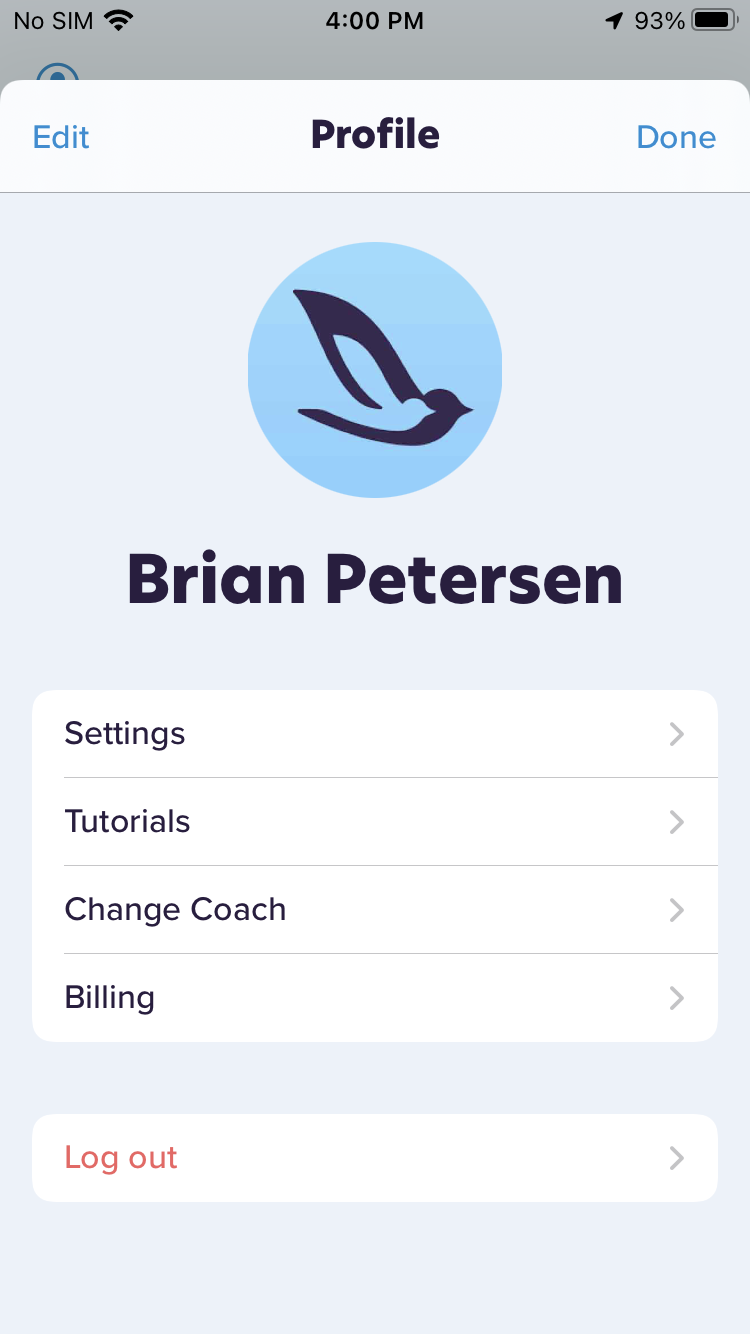 No SIM 4:00 PM 93%
Edit Profile Done
Brian Petersen
Settings
Tutorials
Change Coach
Billing
Log out